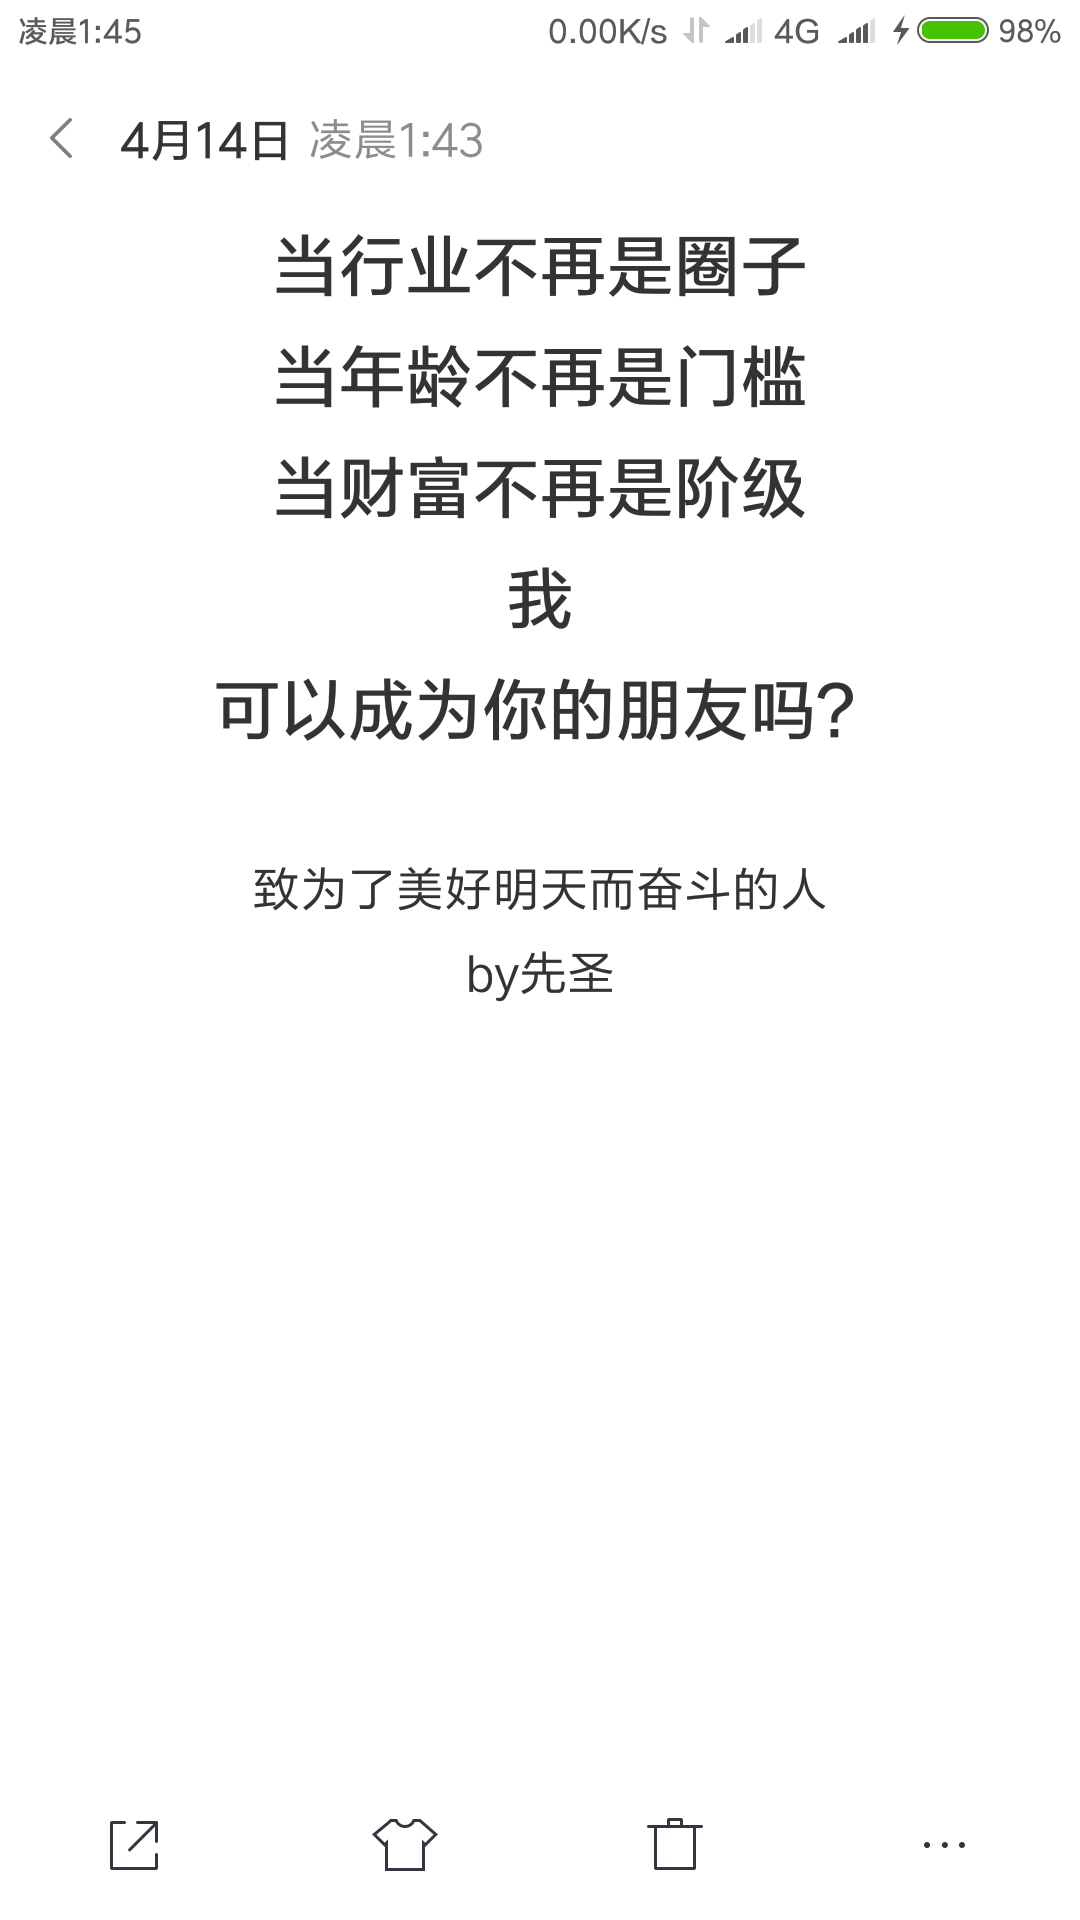 凌晨1:45 0.00K/s 4G 98%
4月14日 凌晨1:43
当行业不再是圈子
当年龄不再是门槛
当财富不再是阶级
我
可以成为你的朋友吗?
致为了美好明天而奋斗的人
by先圣